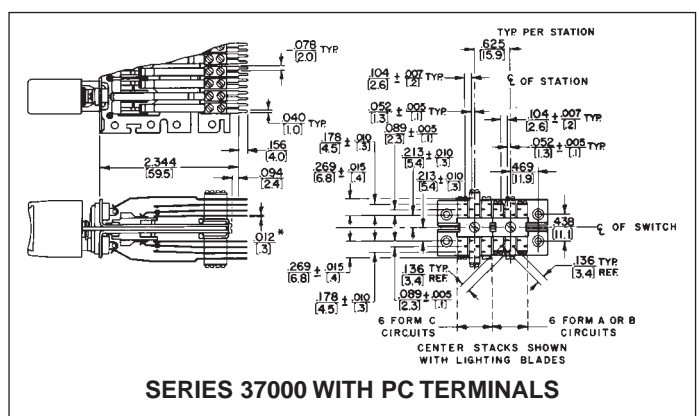 TYP. PER STATION
.625
[15.9]
.078 TYP.
[2.0]
.104 ± .007 TYP.
[2.6] [.2]
℄ OF STATION
.052 ± .005 TYP.
[1.3] [.1]
.104 ± .007 TYP.
[2.6] [.2]
.040 TYP.
[1.0]
.156
[4.0]
.178 ± .010
[4.5] [.3]
.089 ± .005
[2.3] [.1]
.052 ± .005 TYP.
[1.3] [.1]
2.344
[59.5]
.094
[2.4]
.269 ± .015
[6.8] [.4]
.213 ± .010
[5.4] [.3]
.213 ± .010
[5.4] [.3]
.469
[11.9]
.438
[11.1]
℄ OF SWITCH
.012 *
[.3]
.269 ± .015
[6.8] [.4]
.136 TYP.
[3.4] REF.
.136 TYP.
[3.4] REF.
.178 ± .010
[4.5] [.3]
.089 ± .005
[2.3] [.1]
6 FORM C
CIRCUITS
6 FORM A OR B
CIRCUITS
CENTER STACKS SHOWN
WITH LIGHTING BLADES
SERIES 37000 WITH PC TERMINALS